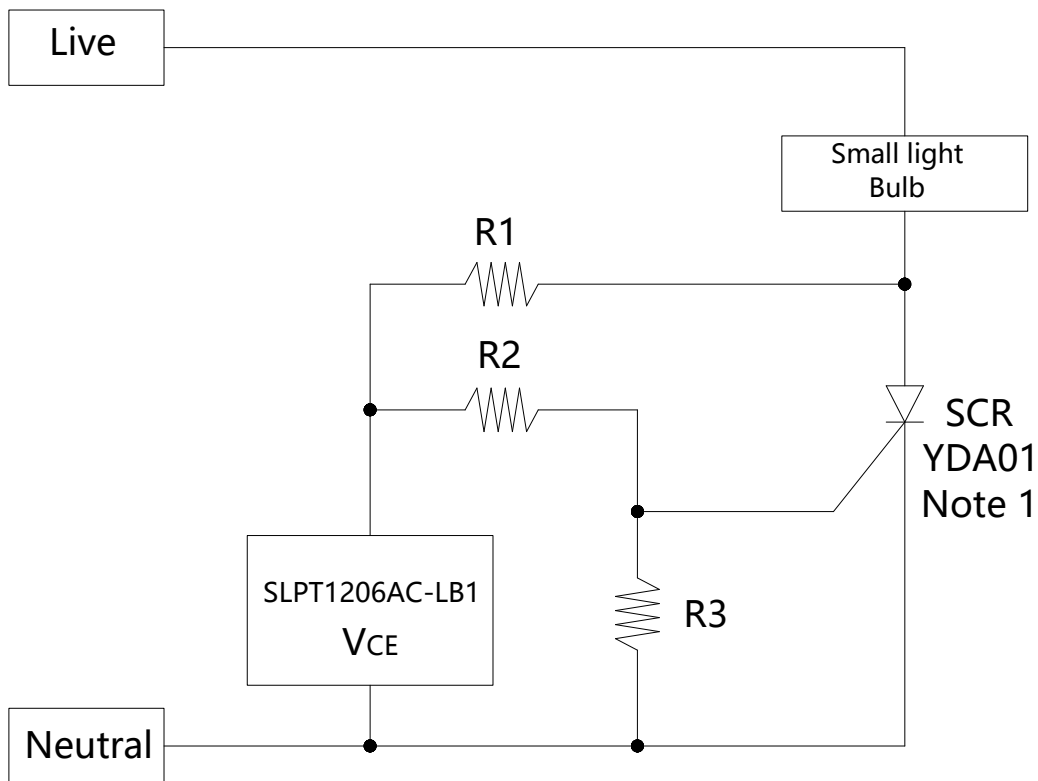 Live
Small light
Bulb
R1
R2
SCR
YDA01
Note 1
SLPT1206AC-LB1
VCE
R3
Neutral